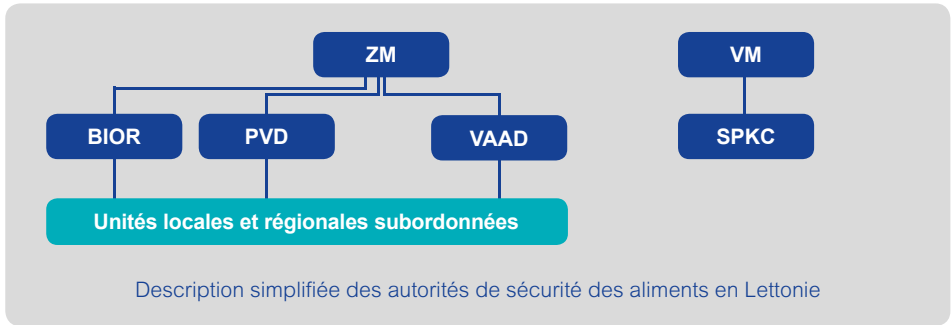 ZM
VM
BIOR
PVD
VAAD
SPKC
Unités locales et régionales subordonnées
Description simplifiée des autorités de sécurité des aliments en Lettonie